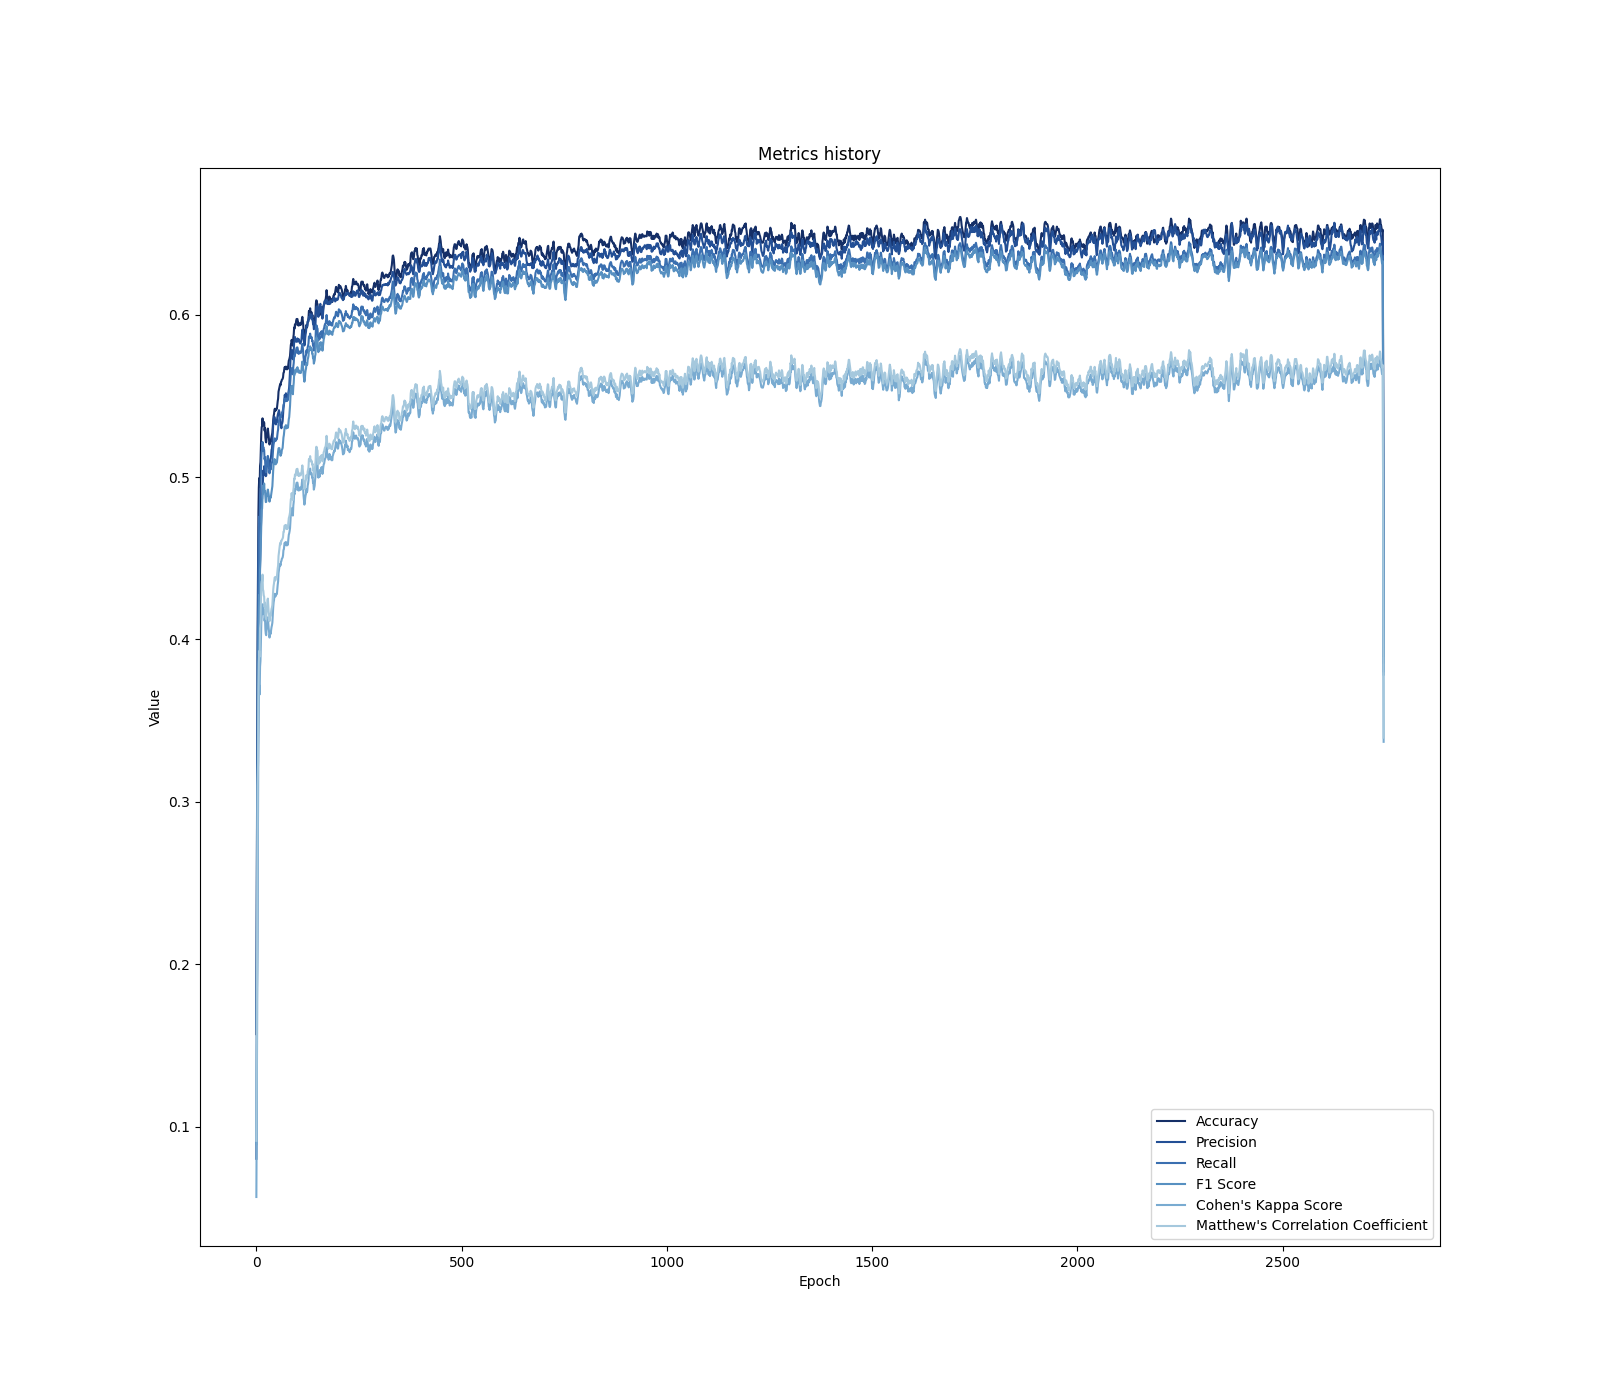 Metrics history
0.6
0.5
0.4
0.3
0.2
0.1
Value
0 500 1000 1500 2000 2500
Epoch
Accuracy
Precision
Recall
F1 Score
Cohen's Kappa Score
Matthew's Correlation Coefficient